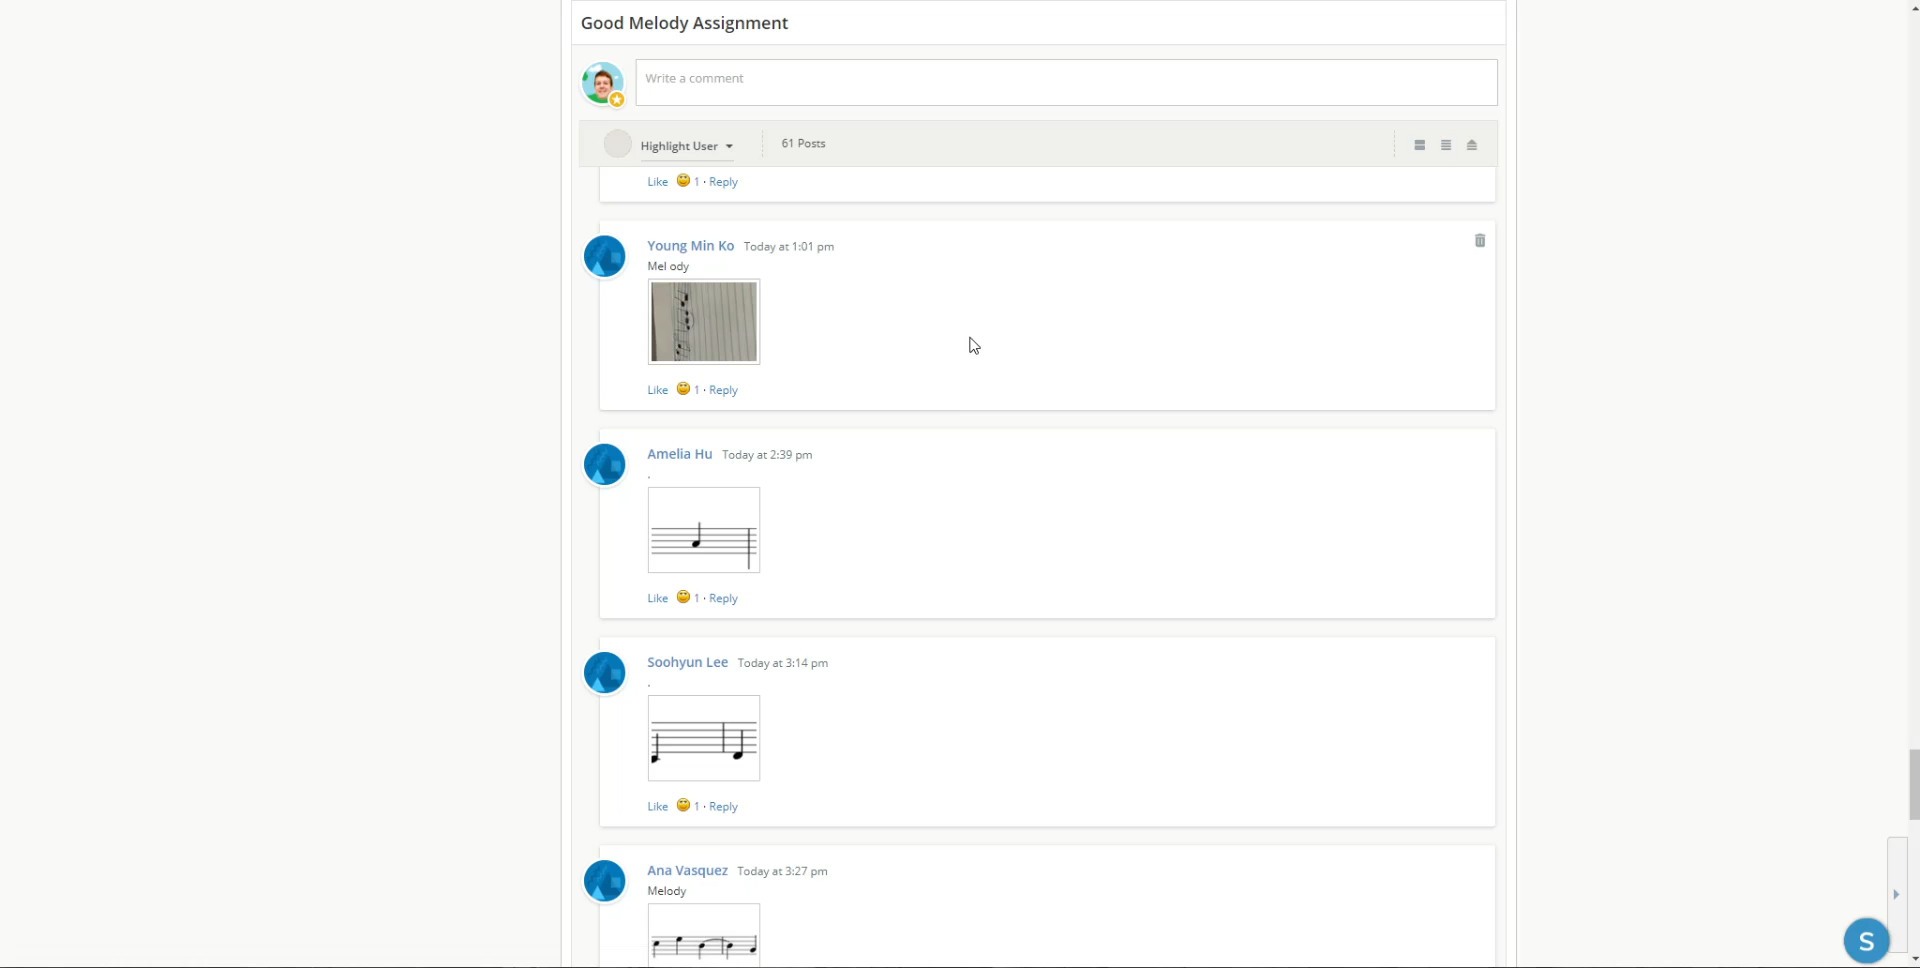 Good Melody Assignment
Write a comment
Highlight User
61 Posts
Like 1 · Reply
Young Min Ko Today at 1:01 pm
Mel ody
Like 1 · Reply
Amelia Hu Today at 2:39 pm
.
Like 1 · Reply
Soohyun Lee Today at 3:14 pm
.
Like 1 · Reply
Ana Vasquez Today at 3:27 pm
Melody
S